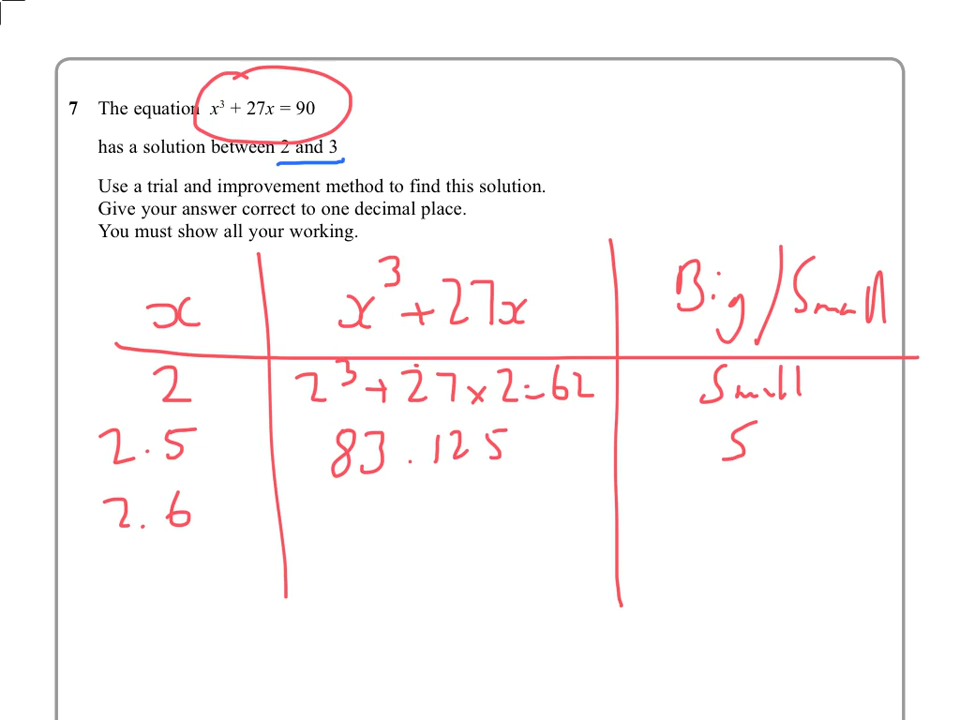 7 The equation x³ + 27x = 90
has a solution between 2 and 3
Use a trial and improvement method to find this solution.
Give your answer correct to one decimal place.
You must show all your working.
x x³+27x Big/Small
2 2³+27×2=62 Small
2.5 83.125 S
2.6